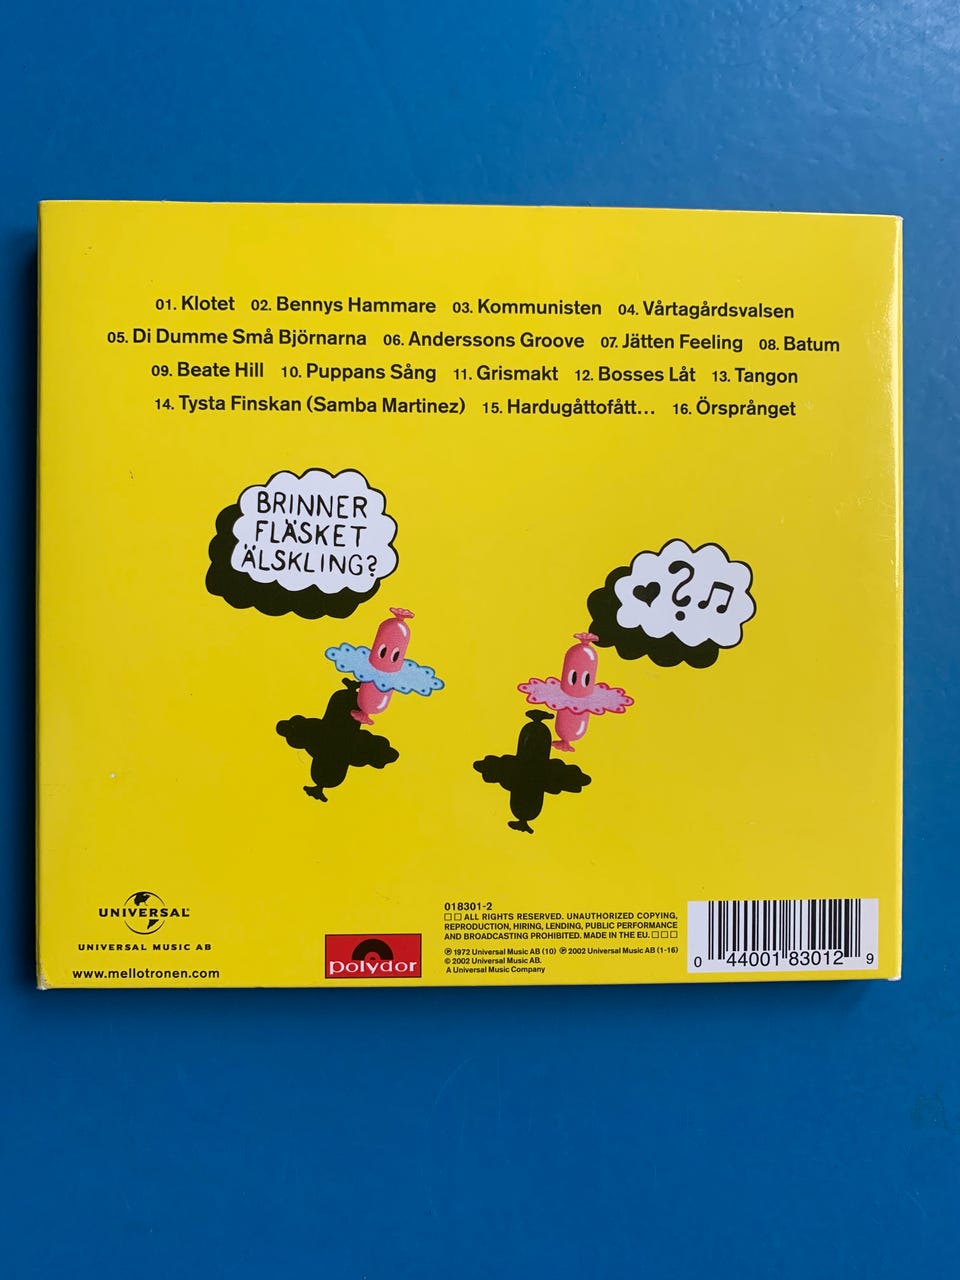 01. Klotet 02. Bennys Hammare 03. Kommunisten 04. Vårtagårdsvalsen
05. Di Dumme Små Björnarna 06. Anderssons Groove 07. Jätten Feeling 08. Batum
09. Beate Hill 10. Puppans Sång 11. Grismakt 12. Bosses Låt 13. Tangon
14. Tysta Finskan (Samba Martinez) 15. Hardugåttofått... 16. Örsprånget
BRINNER
FLÄSKET
ÄLSKLING?
?
UNIVERSAL
UNIVERSAL MUSIC AB
www.mellotronen.com
polydor
018301-2
ALL RIGHTS RESERVED. UNAUTHORIZED COPYING,
REPRODUCTION, HIRING, LENDING, PUBLIC PERFORMANCE
AND BROADCASTING PROHIBITED. MADE IN THE EU.
℗ 1972 Universal Music AB (10) ℗ 2002 Universal Music AB (1-16)
© 2002 Universal Music AB.
A Universal Music Company
0 44001 83012 9